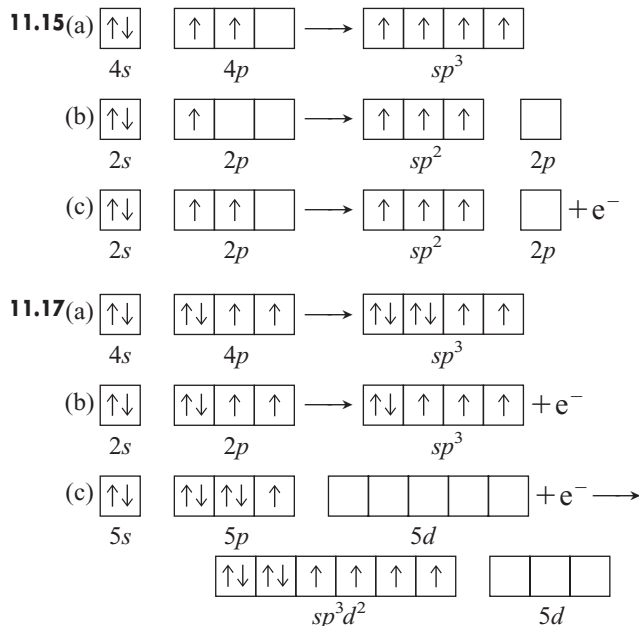 11.15 (a) ↑↓ ↑ ↑ ⟶ ↑ ↑ ↑ ↑
4s 4p sp³
(b) ↑↓ ↑ ⟶ ↑ ↑ ↑
2s 2p sp² 2p
(c) ↑↓ ↑ ↑ ⟶ ↑ ↑ ↑ + e⁻
2s 2p sp² 2p
11.17 (a) ↑↓ ↑↓ ↑ ↑ ⟶ ↑↓ ↑↓ ↑ ↑
4s 4p sp³
(b) ↑↓ ↑↓ ↑ ↑ ⟶ ↑↓ ↑ ↑ ↑ + e⁻
2s 2p sp³
(c) ↑↓ ↑↓ ↑↓ ↑ + e⁻ ⟶
5s 5p 5d
↑↓ ↑↓ ↑ ↑ ↑ ↑
sp³d² 5d